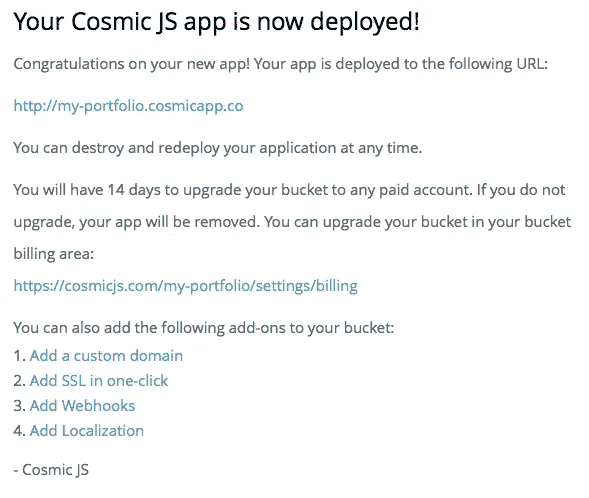 Your Cosmic JS app is now deployed!
Congratulations on your new app! Your app is deployed to the following URL:
http://my-portfolio.cosmicapp.co
You can destroy and redeploy your application at any time.
You will have 14 days to upgrade your bucket to any paid account. If you do not
upgrade, your app will be removed. You can upgrade your bucket in your bucket
billing area:
https://cosmicjs.com/my-portfolio/settings/billing
You can also add the following add-ons to your bucket:
1. Add a custom domain
2. Add SSL in one-click
3. Add Webhooks
4. Add Localization
- Cosmic JS